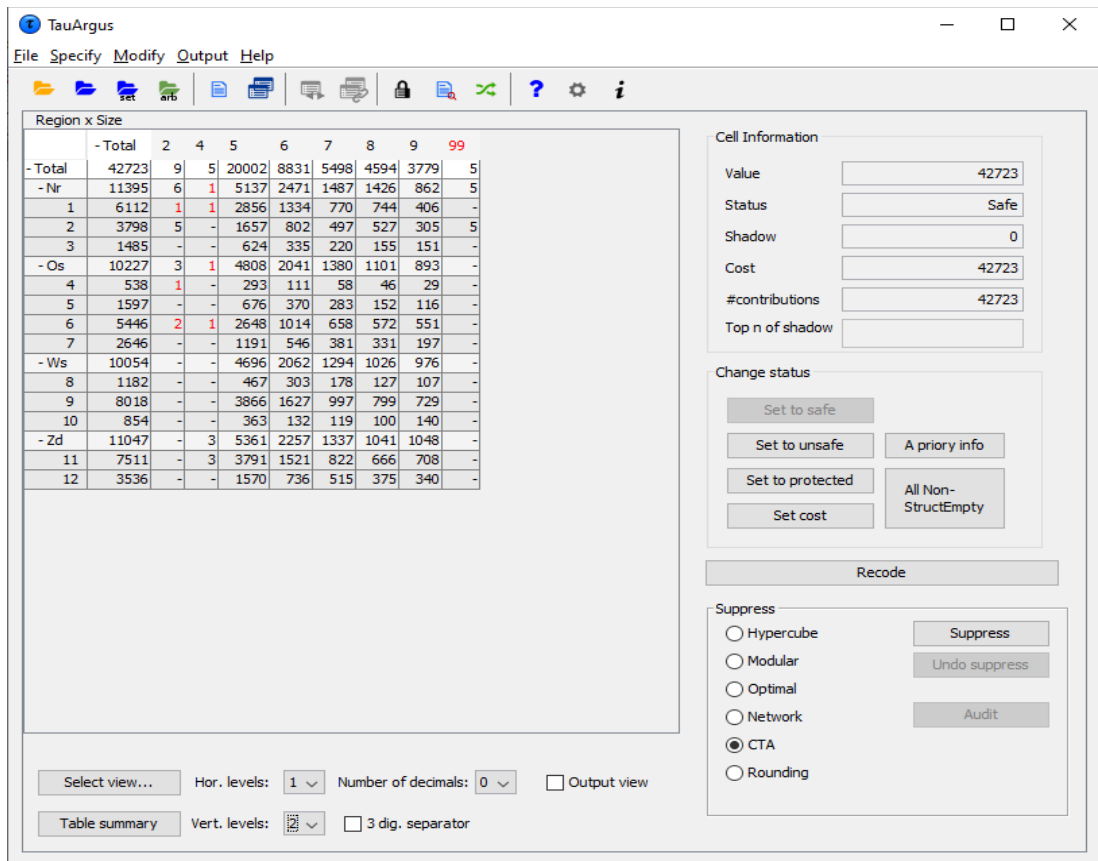 TauArgus
File Specify Modify Output Help
set arb
Region x Size
- Total 2 4 5 6 7 8 9 99
- Total 42723 9 5 20002 8831 5498 4594 3779 5
- Nr 11395 6 1 5137 2471 1487 1426 862 5
1 6112 1 1 2856 1334 770 744 406 -
2 3798 5 - 1657 802 497 527 305 5
3 1485 - - 624 335 220 155 151 -
- Os 10227 3 1 4808 2041 1380 1101 893 -
4 538 1 - 293 111 58 46 29 -
5 1597 - - 676 370 283 152 116 -
6 5446 2 1 2648 1014 658 572 551 -
7 2646 - - 1191 546 381 331 197 -
- Ws 10054 - - 4696 2062 1294 1026 976 -
8 1182 - - 467 303 178 127 107 -
9 8018 - - 3866 1627 997 799 729 -
10 854 - - 363 132 119 100 140 -
- Zd 11047 - 3 5361 2257 1337 1041 1048 -
11 7511 - 3 3791 1521 822 666 708 -
12 3536 - - 1570 736 515 375 340 -
Select view... Hor. levels: 1 Number of decimals: 0 Output view
Table summary Vert. levels: 2 3 dig. separator
Cell Information
Value 42723
Status Safe
Shadow 0
Cost 42723
#contributions 42723
Top n of shadow
Change status
Set to safe
Set to unsafe A priory info
Set to protected All Non-
StructEmpty
Set cost
Recode
Suppress
Hypercube Suppress
Modular Undo suppress
Optimal
Network Audit
CTA
Rounding